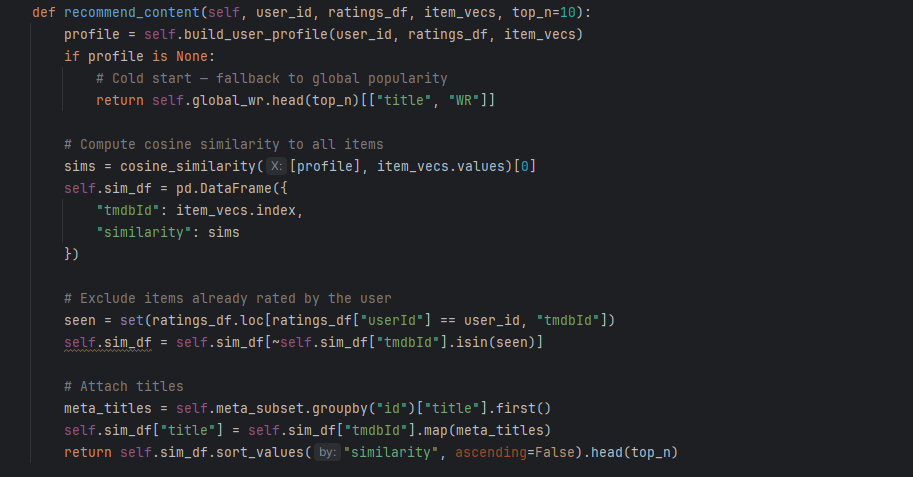 def recommend_content(self, user_id, ratings_df, item_vecs, top_n=10):
    profile = self.build_user_profile(user_id, ratings_df, item_vecs)
    if profile is None:
        # Cold start – fallback to global popularity
        return self.global_wr.head(top_n)[["title", "WR"]]

    # Compute cosine similarity to all items
    sims = cosine_similarity( X: [profile], item_vecs.values)[0]
    self.sim_df = pd.DataFrame({
        "tmdbId": item_vecs.index,
        "similarity": sims
    })

    # Exclude items already rated by the user
    seen = set(ratings_df.loc[ratings_df["userId"] == user_id, "tmdbId"])
    self.sim_df = self.sim_df[~self.sim_df["tmdbId"].isin(seen)]

    # Attach titles
    meta_titles = self.meta_subset.groupby("id")["title"].first()
    self.sim_df["title"] = self.sim_df["tmdbId"].map(meta_titles)
    return self.sim_df.sort_values( by: "similarity", ascending=False).head(top_n)